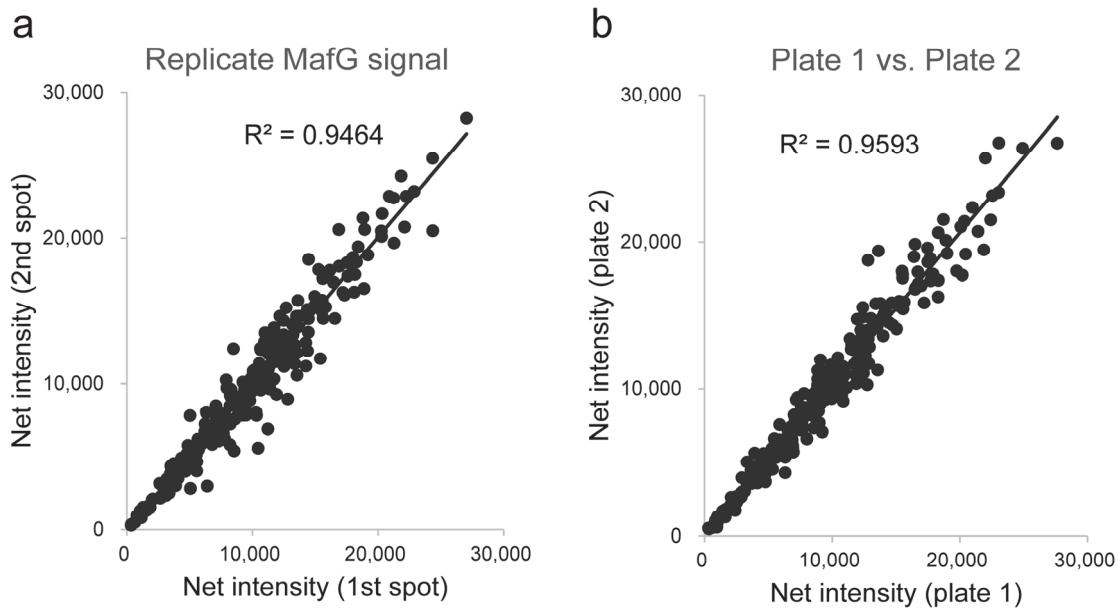 a
Replicate MafG signal
30,000
R² = 0.9464
20,000
10,000
0
0
10,000
20,000
30,000
Net intensity (2nd spot)
Net intensity (1st spot)
b
Plate 1 vs. Plate 2
30,000
R² = 0.9593
20,000
10,000
0
0
10,000
20,000
30,000
Net intensity (plate 2)
Net intensity (plate 1)